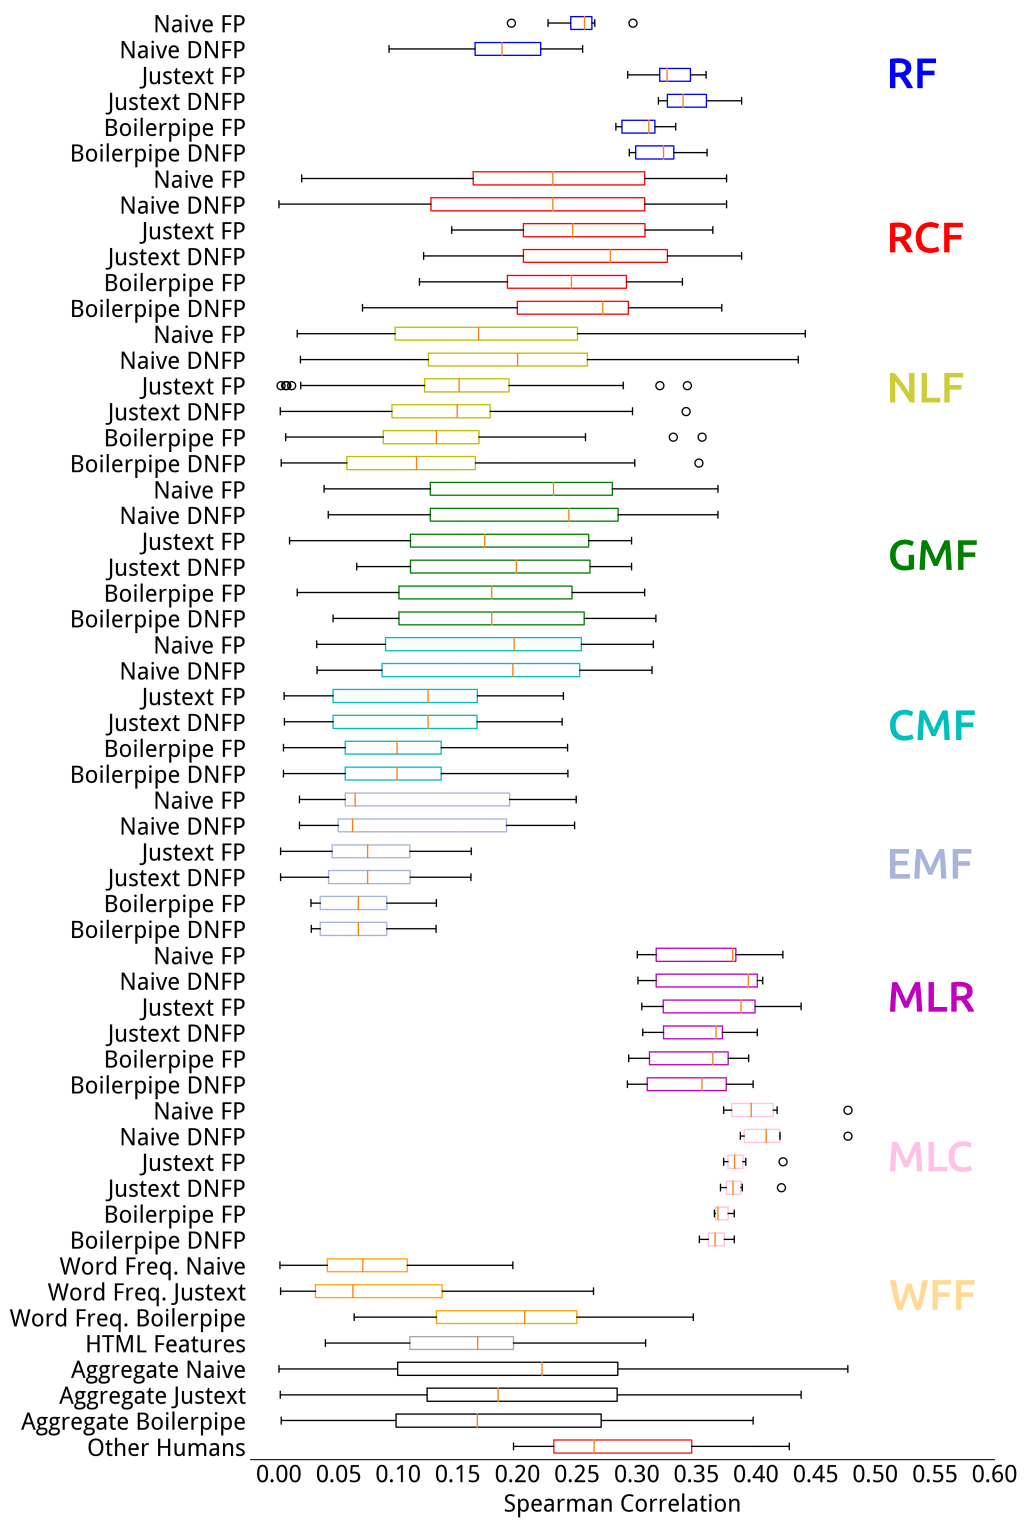 Naive FP
Naive DNFP
Justext FP
RF
Justext DNFP
Boilerpipe FP
Boilerpipe DNFP
Naive FP
Naive DNFP
Justext FP
RCF
Justext DNFP
Boilerpipe FP
Boilerpipe DNFP
Naive FP
Naive DNFP
Justext FP
NLF
Justext DNFP
Boilerpipe FP
Boilerpipe DNFP
Naive FP
Naive DNFP
Justext FP
GMF
Justext DNFP
Boilerpipe FP
Boilerpipe DNFP
Naive FP
Naive DNFP
Justext FP
Justext DNFP
CMF
Boilerpipe FP
Boilerpipe DNFP
Naive FP
Naive DNFP
Justext FP
EMF
Justext DNFP
Boilerpipe FP
Boilerpipe DNFP
Naive FP
Naive DNFP
MLR
Justext FP
Justext DNFP
Boilerpipe FP
Boilerpipe DNFP
Naive FP
Naive DNFP
MLC
Justext FP
Justext DNFP
Boilerpipe FP
Boilerpipe DNFP
Word Freq. Naive
Word Freq. Justext
WFF
Word Freq. Boilerpipe
HTML Features
Aggregate Naive
Aggregate Justext
Aggregate Boilerpipe
Other Humans
0.00 0.05 0.10 0.15 0.20 0.25 0.30 0.35 0.40 0.45 0.50 0.55 0.60
Spearman Correlation